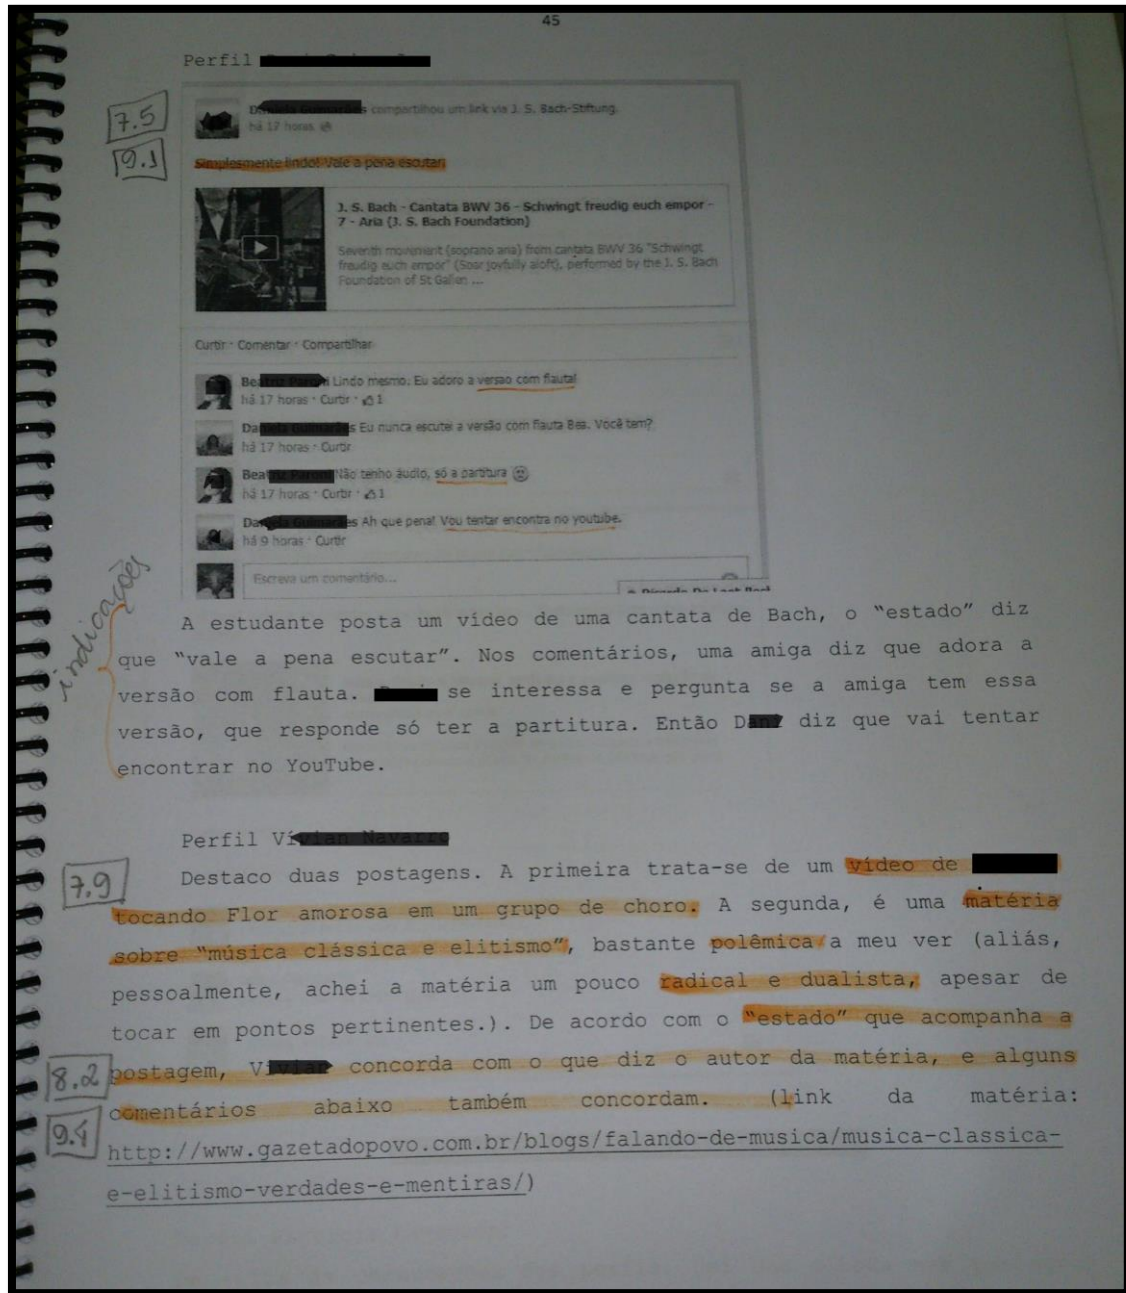 45
Perfil
7.5
9.1
compartilhou um link via J. S. Bach-Stiftung.
há 17 horas
Simplesmente lindo! Vale a pena escutar!
J. S. Bach - Cantata BWV 36 - Schwingt freudig euch empor -
7 - Aria (J. S. Bach Foundation)
Seventh movement (soprano aria) from cantata BWV 36 "Schwingt
freudig euch empor" (Soar joyfully aloft), performed by the J. S. Bach
Foundation of St Gallen ...
Curtir · Comentar · Compartilhar
Lindo mesmo. Eu adoro a versao com flauta!
há 17 horas · Curtir · 1
Eu nunca escutei a versão com flauta Bea. Você tem?
há 17 horas · Curtir
Não tenho áudio, só a partitura
há 17 horas · Curtir · 1
Ah que pena! Vou tentar encontra no youtube.
há 9 horas · Curtir
Escreva um comentário...
indicações
A estudante posta um vídeo de uma cantata de Bach, o “estado” diz
que “vale a pena escutar”. Nos comentários, uma amiga diz que adora a
versão com flauta. se interessa e pergunta se a amiga tem essa
versão, que responde só ter a partitura. Então diz que vai tentar
encontrar no YouTube.
Perfil
7.9
Destaco duas postagens. A primeira trata-se de um vídeo de
tocando Flor amorosa em um grupo de choro. A segunda, é uma matéria
sobre “música clássica e elitismo”, bastante polêmica a meu ver (aliás,
pessoalmente, achei a matéria um pouco radical e dualista, apesar de
tocar em pontos pertinentes.). De acordo com o “estado” que acompanha a
8.2
postagem, concorda com o que diz o autor da matéria, e alguns
comentários abaixo também concordam. (link da matéria:
9.4
http://www.gazetadopovo.com.br/blogs/falando-de-musica/musica-classica-
e-elitismo-verdades-e-mentiras/)